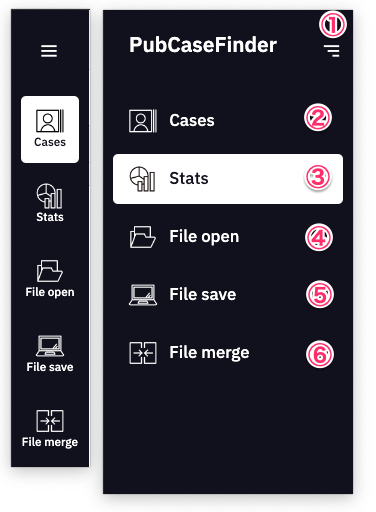 Cases
Stats
File open
File save
File merge
①
PubCaseFinder
Cases ②
Stats ③
File open ④
File save ⑤
File merge ⑥